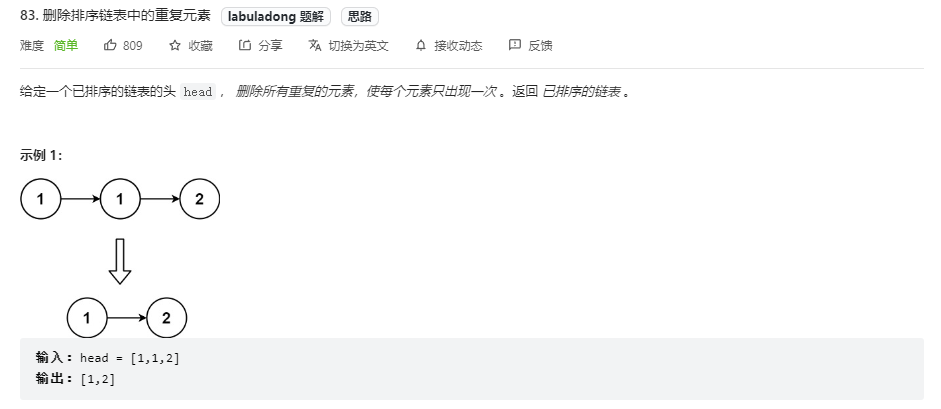 83. 删除排序链表中的重复元素 labuladong 题解 思路
难度 简单 809 收藏 分享 切换为英文 接收动态 反馈
给定一个已排序的链表的头 head ， 删除所有重复的元素，使每个元素只出现一次 。返回 已排序的链表 。
示例 1：
1 1 2
1 2
输入：head = [1,1,2]
输出：[1,2]